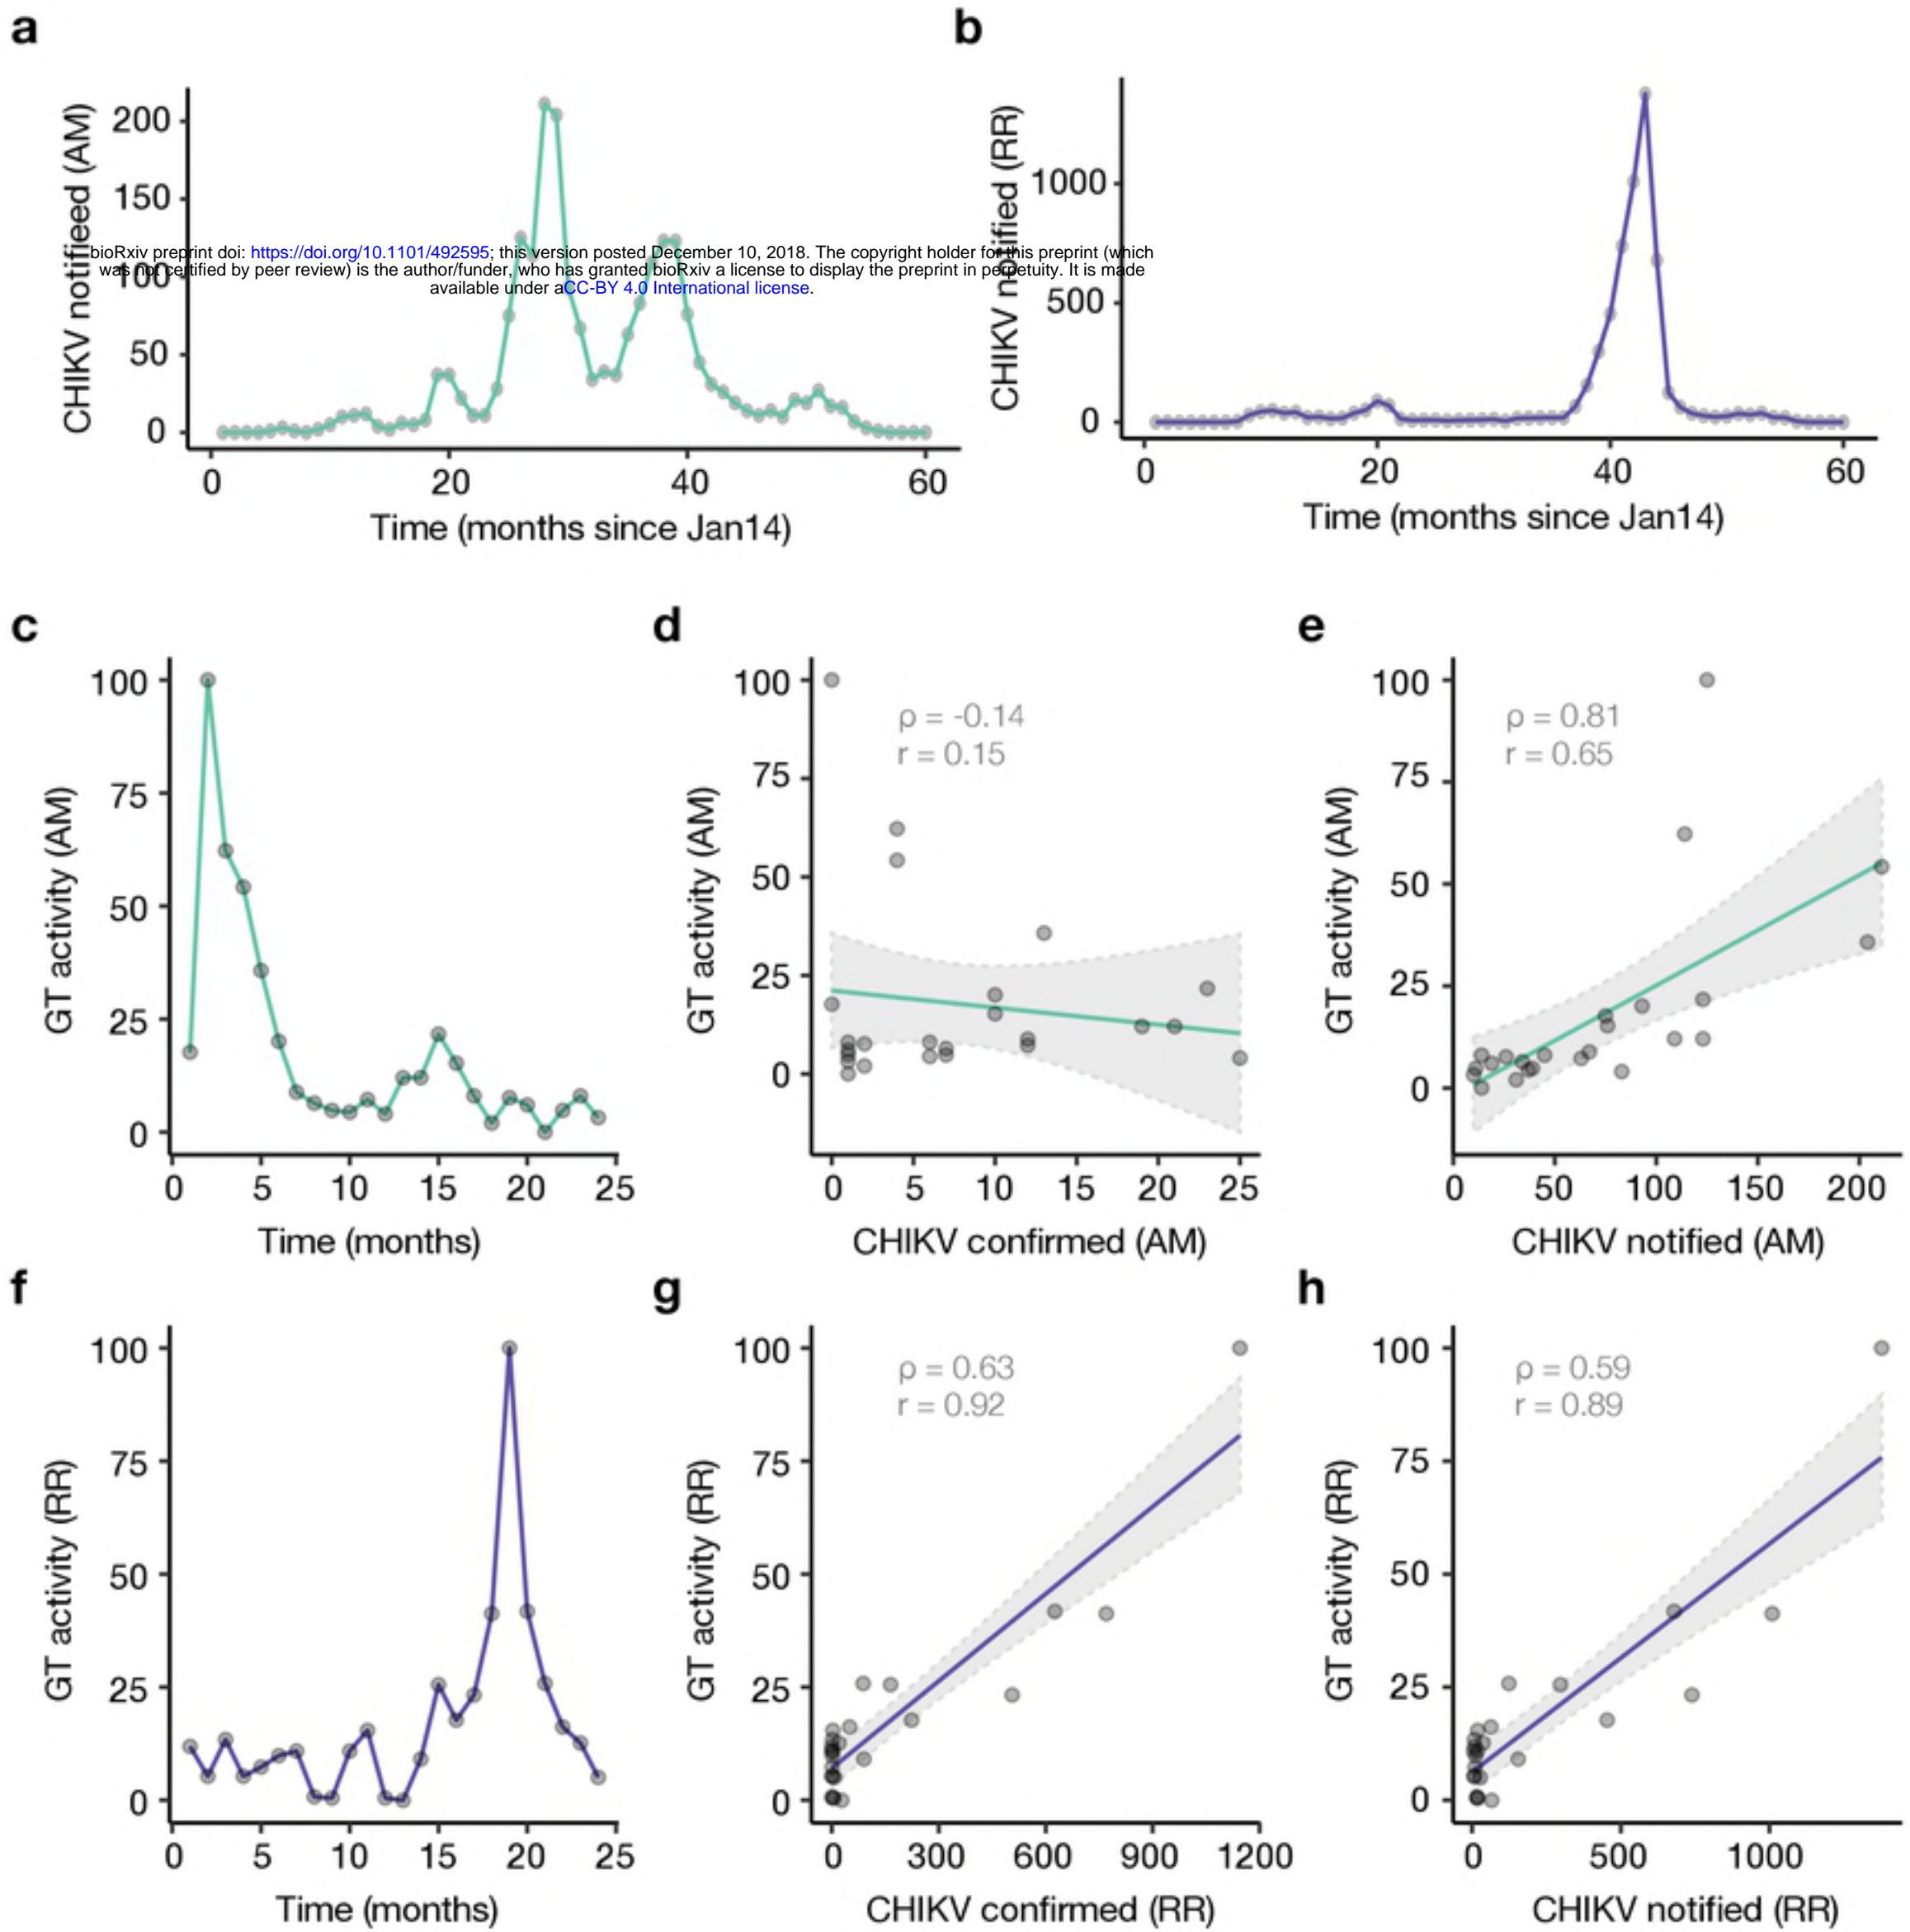 a
b
CHIKV notifieed (AM)
200
150
100
50
0
0
20
40
60
Time (months since Jan14)
CHIKV notified (RR)
1000
500
0
0
20
40
60
Time (months since Jan14)
bioRxiv preprint doi: https://doi.org/10.1101/492595; this version posted December 10, 2018. The copyright holder for this preprint (which
was not certified by peer review) is the author/funder, who has granted bioRxiv a license to display the preprint in perpetuity. It is made
available under aCC-BY 4.0 International license.
c
GT activity (AM)
100
75
50
25
0
0
5
10
15
20
25
Time (months)
d
GT activity (AM)
100
75
50
25
0
ρ = -0.14
r = 0.15
0
5
10
15
20
25
CHIKV confirmed (AM)
e
GT activity (AM)
100
75
50
25
0
ρ = 0.81
r = 0.65
0
50
100
150
200
CHIKV notified (AM)
f
GT activity (RR)
100
75
50
25
0
0
5
10
15
20
25
Time (months)
g
GT activity (RR)
100
75
50
25
0
ρ = 0.63
r = 0.92
0
300
600
900
1200
CHIKV confirmed (RR)
h
GT activity (RR)
100
75
50
25
0
ρ = 0.59
r = 0.89
0
500
1000
CHIKV notified (RR)